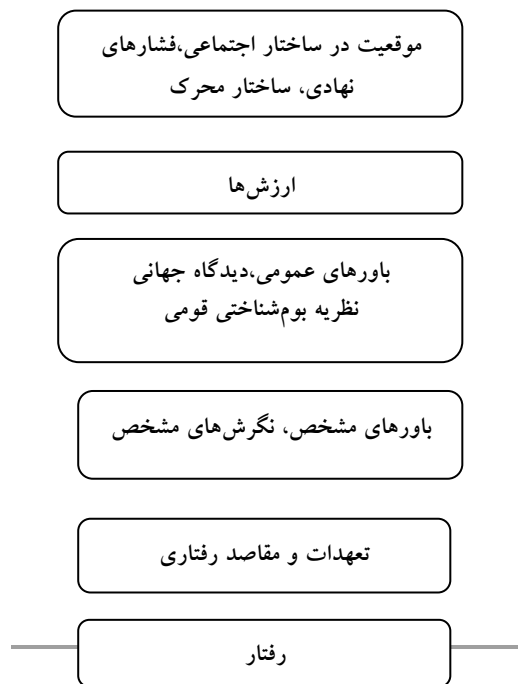 موقعیت در ساختار اجتماعی،فشارهای
نهادی، ساختار محرک
ارزش‌ها
باورهای عمومی،دیدگاه جهانی
نظریه بوم‌شناختی قومی
باورهای مشخص، نگرش‌های مشخص
تعهدات و مقاصد رفتاری
رفتار